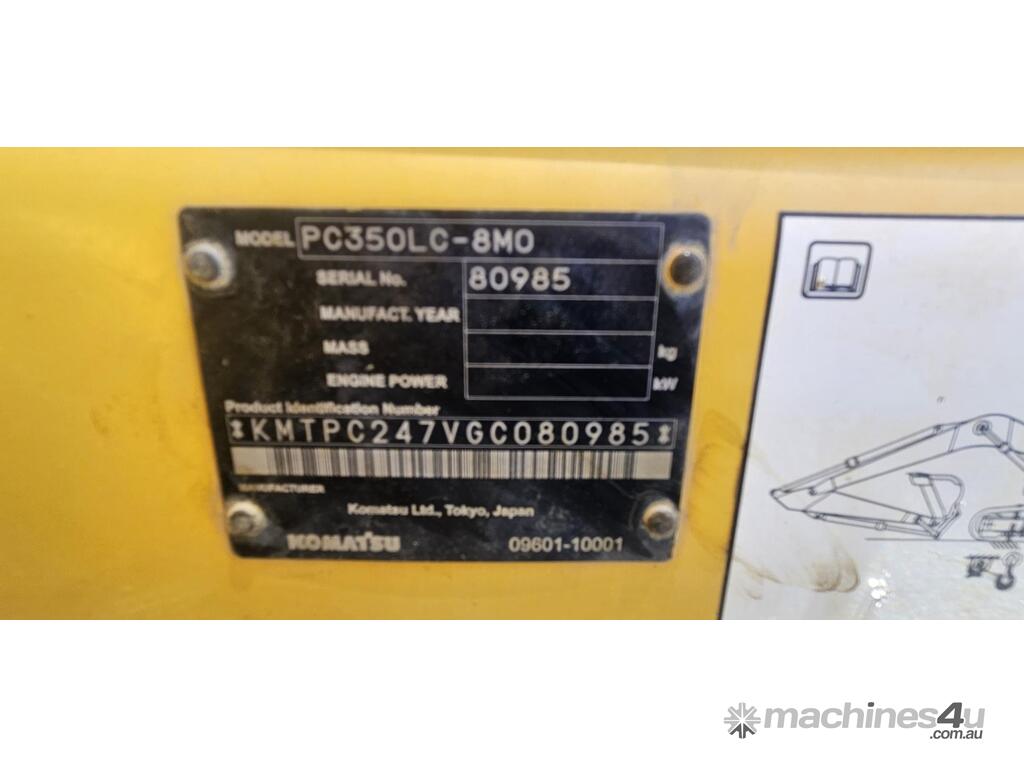 MODEL PC350LC-8M0
SERIAL No. 80985
MANUFACT. YEAR
MASS kg
ENGINE POWER kW
Product Identification Number
*KMTPC247VGC080985*
MANUFACTURER
Komatsu Ltd., Tokyo, Japan
KOMATSU 09601-10001
machines4u
.com.au